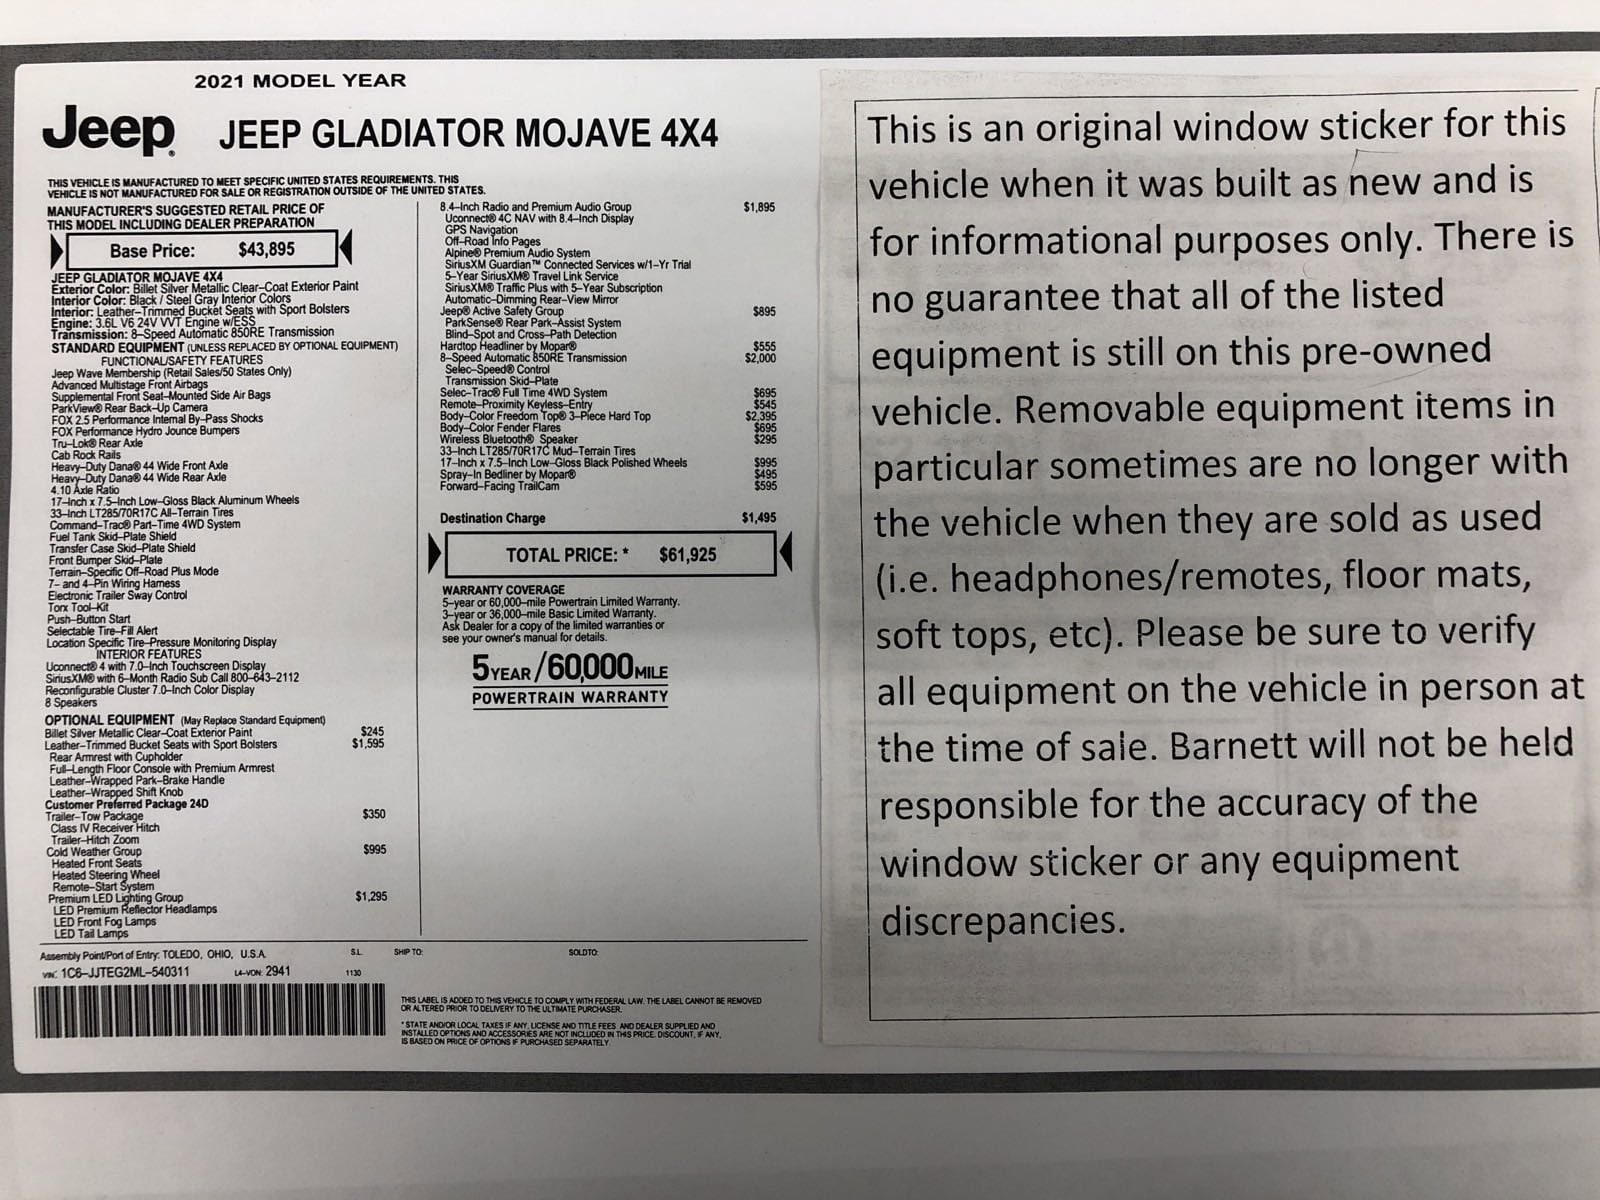 2021 MODEL YEAR
Jeep® JEEP GLADIATOR MOJAVE 4X4
THIS VEHICLE IS MANUFACTURED TO MEET SPECIFIC UNITED STATES REQUIREMENTS. THIS
VEHICLE IS NOT MANUFACTURED FOR SALE OR REGISTRATION OUTSIDE OF THE UNITED STATES.
MANUFACTURER'S SUGGESTED RETAIL PRICE OF
THIS MODEL INCLUDING DEALER PREPARATION
Base Price: $43,895
JEEP GLADIATOR MOJAVE 4X4
Exterior Color: Billet Silver Metallic Clear–Coat Exterior Paint
Interior Color: Black / Steel Gray Interior Colors
Interior: Leather–Trimmed Bucket Seats with Sport Bolsters
Engine: 3.6L V6 24V VVT Engine w/ESS
Transmission: 8–Speed Automatic 850RE Transmission
STANDARD EQUIPMENT (UNLESS REPLACED BY OPTIONAL EQUIPMENT)
FUNCTIONAL/SAFETY FEATURES
Jeep Wave Membership (Retail Sales/50 States Only)
Advanced Multistage Front Airbags
Supplemental Front Seat–Mounted Side Air Bags
ParkView® Rear Back–Up Camera
FOX 2.5 Performance Internal By–Pass Shocks
FOX Performance Hydro Jounce Bumpers
Tru–Lok® Rear Axle
Cab Rock Rails
Heavy–Duty Dana® 44 Wide Front Axle
Heavy–Duty Dana® 44 Wide Rear Axle
4.10 Axle Ratio
17–Inch x 7.5–Inch Low–Gloss Black Aluminum Wheels
33–Inch LT285/70R17C All–Terrain Tires
Command–Trac® Part–Time 4WD System
Fuel Tank Skid–Plate Shield
Transfer Case Skid–Plate Shield
Front Bumper Skid–Plate
Terrain–Specific Off–Road Plus Mode
7– and 4–Pin Wiring Harness
Electronic Trailer Sway Control
Torx Tool–Kit
Push–Button Start
Selectable Tire–Fill Alert
Location Specific Tire–Pressure Monitoring Display
INTERIOR FEATURES
Uconnect® 4 with 7.0–Inch Touchscreen Display
SiriusXM® with 6–Month Radio Sub Call 800–643–2112
Reconfigurable Cluster 7.0–Inch Color Display
8 Speakers
OPTIONAL EQUIPMENT (May Replace Standard Equipment)
Billet Silver Metallic Clear–Coat Exterior Paint $245
Leather–Trimmed Bucket Seats with Sport Bolsters $1,595
Rear Armrest with Cupholder
Full–Length Floor Console with Premium Armrest
Leather–Wrapped Park–Brake Handle
Leather–Wrapped Shift Knob
Customer Preferred Package 24D
Trailer–Tow Package $350
Class IV Receiver Hitch
Trailer–Hitch Zoom
Cold Weather Group $995
Heated Front Seats
Heated Steering Wheel
Remote–Start System
Premium LED Lighting Group $1,295
LED Premium Reflector Headlamps
LED Front Fog Lamps
LED Tail Lamps
8.4–Inch Radio and Premium Audio Group $1,895
Uconnect® 4C NAV with 8.4–Inch Display
GPS Navigation
Off–Road Info Pages
Alpine® Premium Audio System
SiriusXM Guardian™ Connected Services w/1–Yr Trial
5–Year SiriusXM® Travel Link Service
SiriusXM® Traffic Plus with 5–Year Subscription
Automatic–Dimming Rear–View Mirror
Jeep® Active Safety Group $895
ParkSense® Rear Park–Assist System
Blind–Spot and Cross–Path Detection
Hardtop Headliner by Mopar® $555
8–Speed Automatic 850RE Transmission $2,000
Selec–Speed® Control
Transmission Skid–Plate
Selec–Trac® Full Time 4WD System $695
Remote–Proximity Keyless–Entry $545
Body–Color Freedom Top® 3–Piece Hard Top $2,395
Body–Color Fender Flares $695
Wireless Bluetooth® Speaker $295
33–Inch LT285/70R17C Mud–Terrain Tires
17–Inch x 7.5–Inch Low–Gloss Black Polished Wheels $995
Spray–In Bedliner by Mopar® $495
Forward–Facing TrailCam $595
Destination Charge $1,495
TOTAL PRICE: * $61,925
WARRANTY COVERAGE
5–year or 60,000–mile Powertrain Limited Warranty.
3–year or 36,000–mile Basic Limited Warranty.
Ask Dealer for a copy of the limited warranties or
see your owner's manual for details.
5YEAR/60,000MILE
POWERTRAIN WARRANTY
Assembly Point/Port of Entry: TOLEDO, OHIO, U.S.A. S.L. SHIP TO: SOLD TO:
VIN: 1C6–JJTEG2ML–540311 L4–VON: 2941 1130
THIS LABEL IS ADDED TO THIS VEHICLE TO COMPLY WITH FEDERAL LAW. THE LABEL CANNOT BE REMOVED
OR ALTERED PRIOR TO DELIVERY TO THE ULTIMATE PURCHASER.
* STATE AND/OR LOCAL TAXES IF ANY, LICENSE AND TITLE FEES AND DEALER SUPPLIED AND
INSTALLED OPTIONS AND ACCESSORIES ARE NOT INCLUDED IN THIS PRICE. DISCOUNT, IF ANY,
IS BASED ON PRICE OF OPTIONS IF PURCHASED SEPARATELY.
This is an original window sticker for this
vehicle when it was built as new and is
for informational purposes only. There is
no guarantee that all of the listed
equipment is still on this pre-owned
vehicle. Removable equipment items in
particular sometimes are no longer with
the vehicle when they are sold as used
(i.e. headphones/remotes, floor mats,
soft tops, etc). Please be sure to verify
all equipment on the vehicle in person at
the time of sale. Barnett will not be held
responsible for the accuracy of the
window sticker or any equipment
discrepancies.